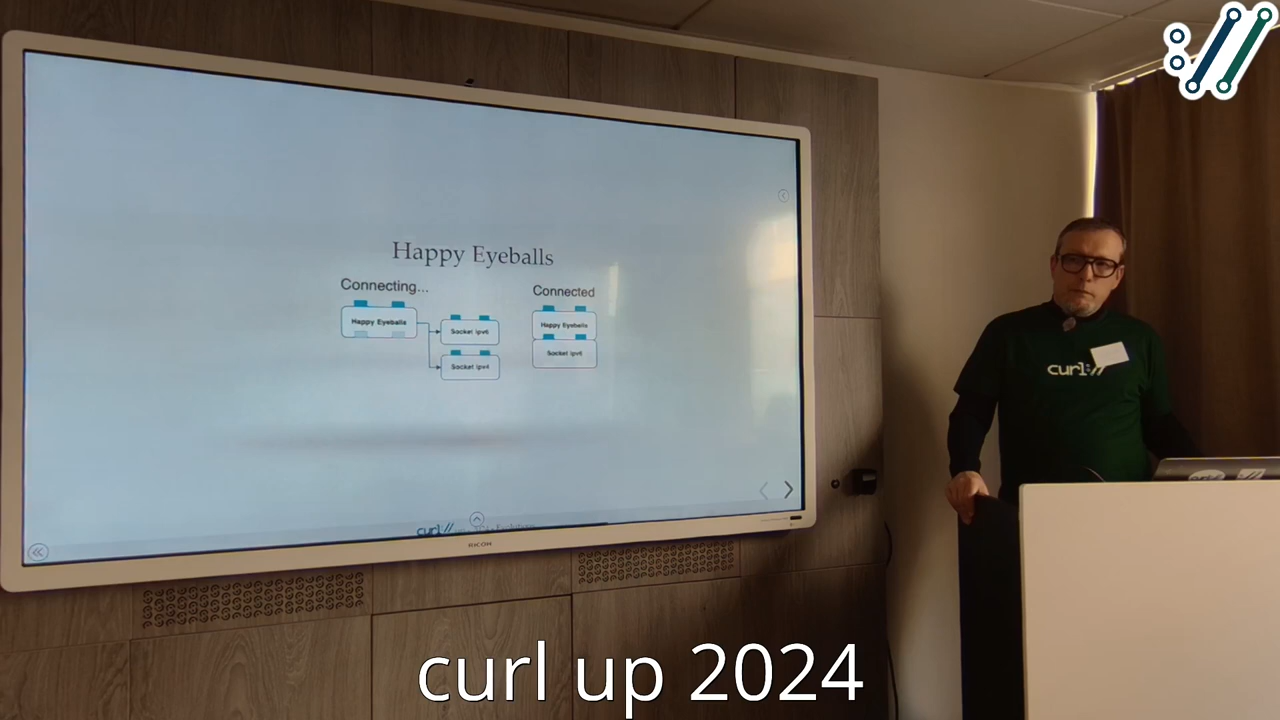 Happy Eyeballs
Connecting...
Connected
Happy Eyeballs
Socket ipv6
Socket ipv4
Happy Eyeballs
Socket ipv6
curl://
RICOH
curl://
curl up 2024